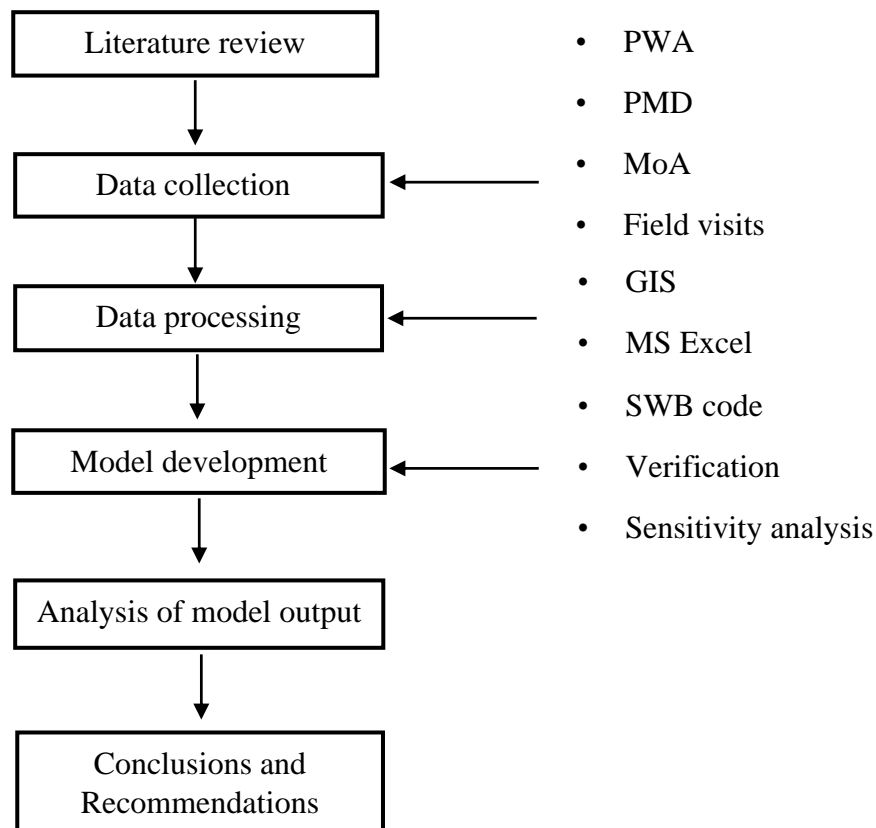 Literature review
Data collection
Data processing
Model development
Analysis of model output
Conclusions and
Recommendations
• PWA
• PMD
• MoA
• Field visits
• GIS
• MS Excel
• SWB code
• Verification
• Sensitivity analysis